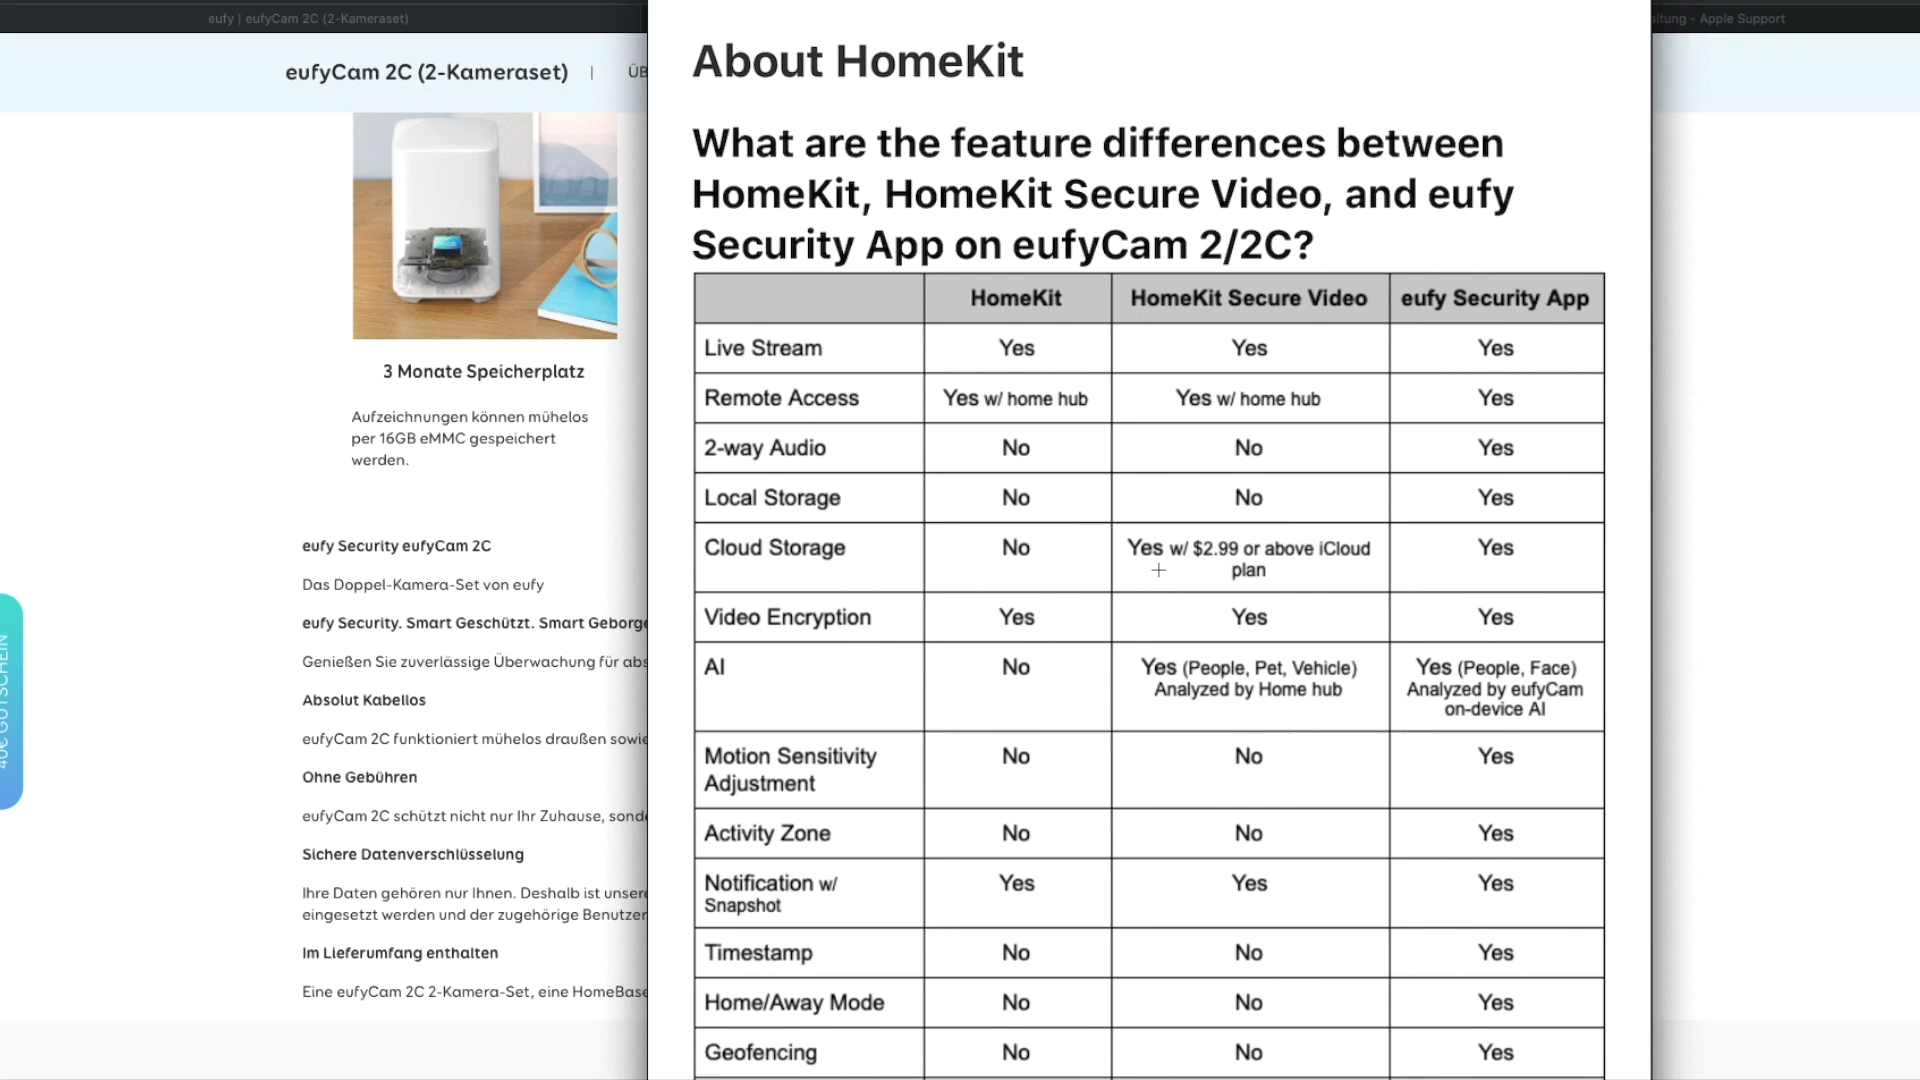 eufy | eufyCam 2C (2-Kameraset)
ltung - Apple Support
eufyCam 2C (2-Kameraset) | ÜB
3 Monate Speicherplatz
Aufzeichnungen können mühelos
per 16GB eMMC gespeichert
werden.
eufy Security eufyCam 2C
Das Doppel-Kamera-Set von eufy
eufy Security. Smart Geschützt. Smart Geborge
Genießen Sie zuverlässige Überwachung für abs
Absolut Kabellos
eufyCam 2C funktioniert mühelos draußen sowie
Ohne Gebühren
eufyCam 2C schützt nicht nur Ihr Zuhause, sonde
Sichere Datenverschlüsselung
Ihre Daten gehören nur Ihnen. Deshalb ist unsere
eingesetzt werden und der zugehörige Benutzer
Im Lieferumfang enthalten
Eine eufyCam 2C 2-Kamera-Set, eine HomeBase
40€ GUTSCHEIN
About HomeKit
What are the feature differences between
HomeKit, HomeKit Secure Video, and eufy
Security App on eufyCam 2/2C?
HomeKit HomeKit Secure Video eufy Security App
Live Stream Yes Yes Yes
Remote Access Yes w/ home hub Yes w/ home hub Yes
2-way Audio No No Yes
Local Storage No No Yes
Cloud Storage No Yes w/ $2.99 or above iCloud Yes
plan
Video Encryption Yes Yes Yes
AI No Yes (People, Pet, Vehicle) Yes (People, Face)
Analyzed by Home hub Analyzed by eufyCam
on-device AI
Motion Sensitivity No No Yes
Adjustment
Activity Zone No No Yes
Notification w/ Yes Yes Yes
Snapshot
Timestamp No No Yes
Home/Away Mode No No Yes
Geofencing No No Yes